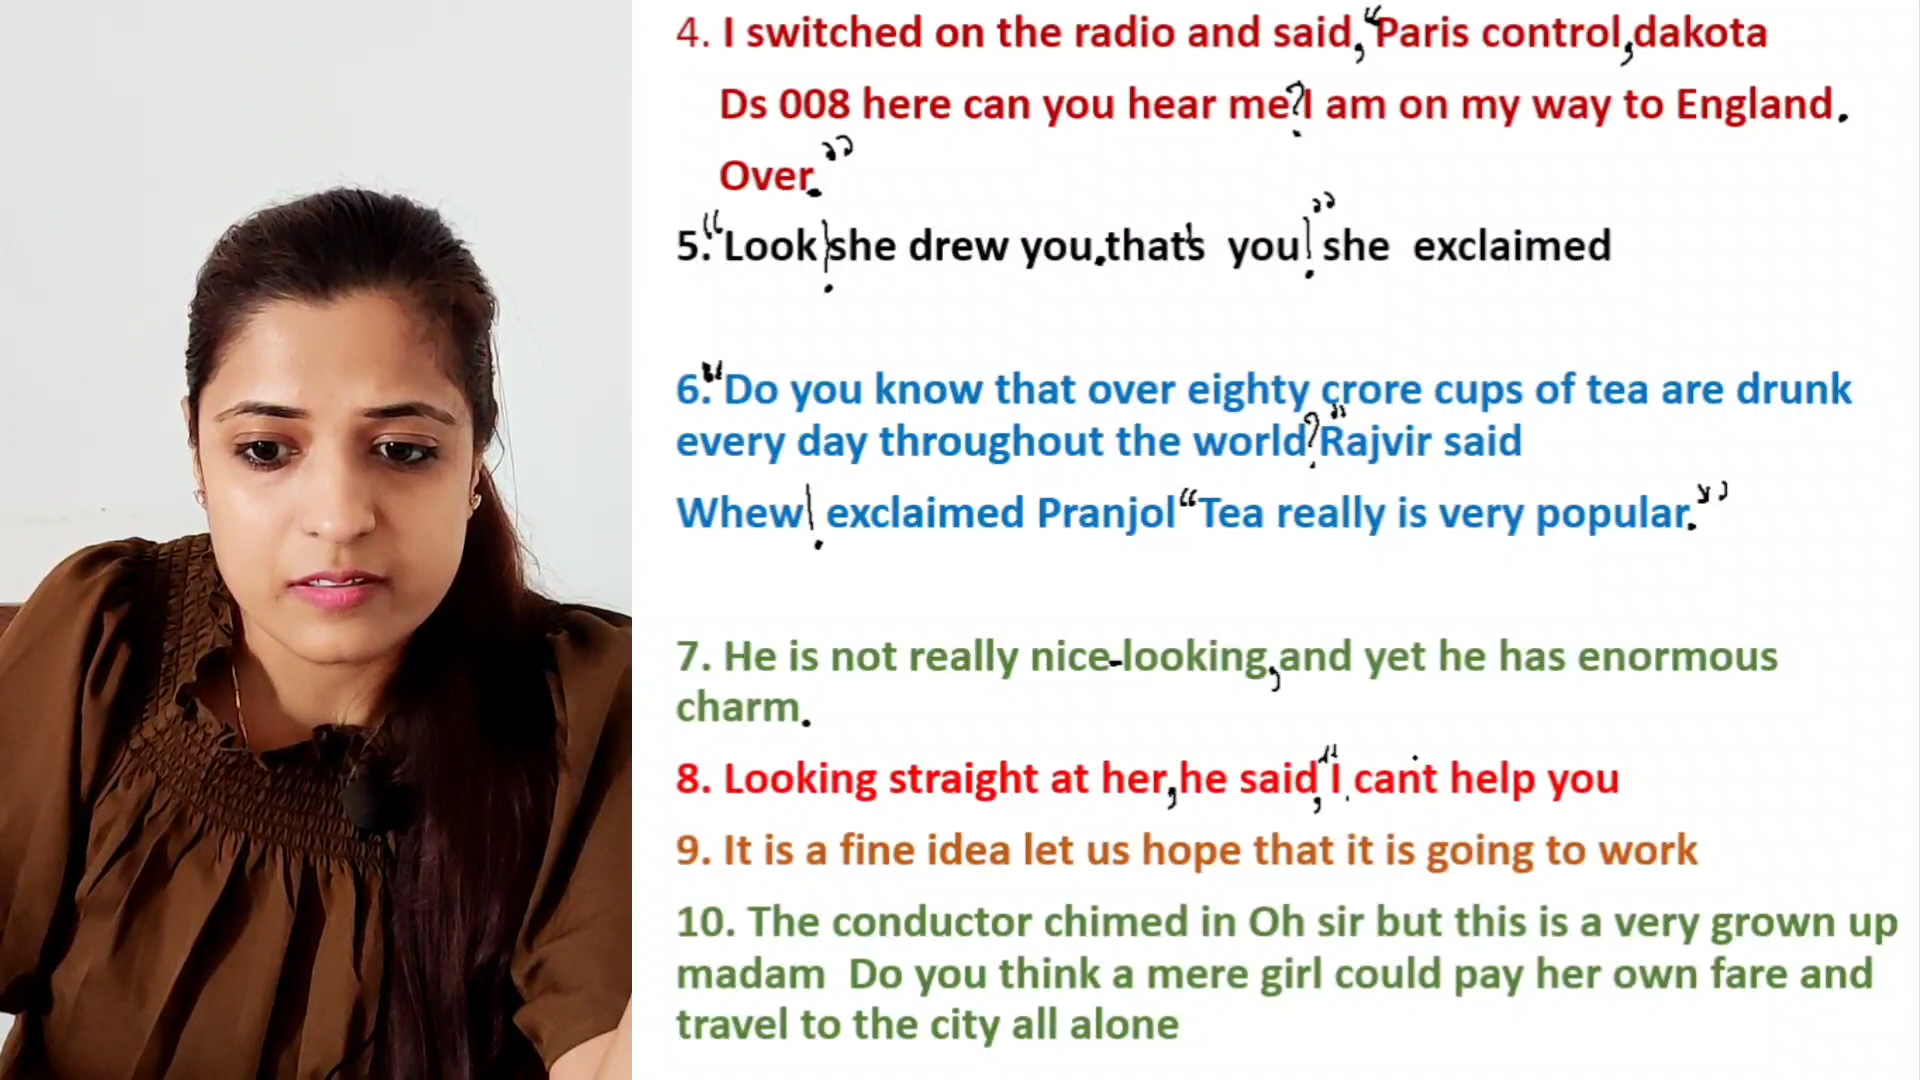 4. I switched on the radio and said,“Paris control,dakota
Ds 008 here can you hear me?I am on my way to England.
Over.”
5.“Look!she drew you.that's you!” she exclaimed
6.“Do you know that over eighty crore cups of tea are drunk
every day throughout the world?”Rajvir said
Whew! exclaimed Pranjol“Tea really is very popular.”
7. He is not really nice-looking,and yet he has enormous
charm.
8. Looking straight at her,he said,“I can't help you
9. It is a fine idea let us hope that it is going to work
10. The conductor chimed in Oh sir but this is a very grown up
madam Do you think a mere girl could pay her own fare and
travel to the city all alone